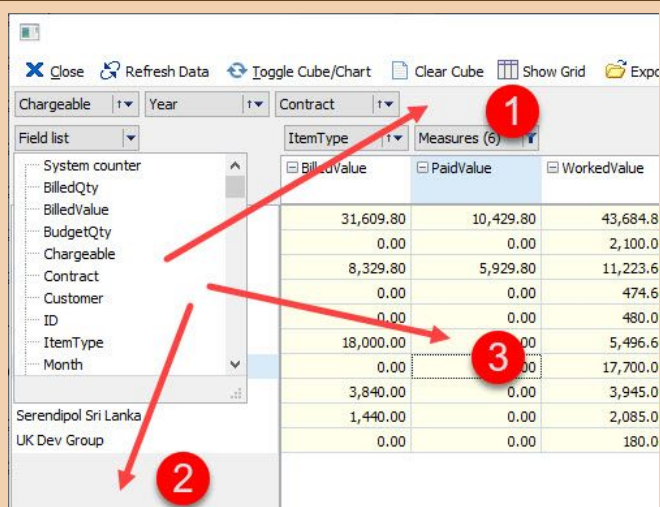 Close Refresh Data Toggle Cube/Chart Clear Cube Show Grid Expo
Chargeable Year Contract
1
Field list ItemType Measures (6)
System counter
BilledQty
BilledValue
BudgetQty
Chargeable
Contract
Customer
ID
ItemType
Month
BilledValue PaidValue WorkedValue
31,609.80 10,429.80 43,684.8
0.00 0.00 2,100.0
8,329.80 5,929.80 11,223.6
0.00 0.00 474.6
0.00 0.00 480.0
18,000.00 5,496.6
0.00 17,700.0
3
3,840.00 0.00 3,945.0
Serendipol Sri Lanka 1,440.00 0.00 2,085.0
UK Dev Group 0.00 0.00 180.0
2